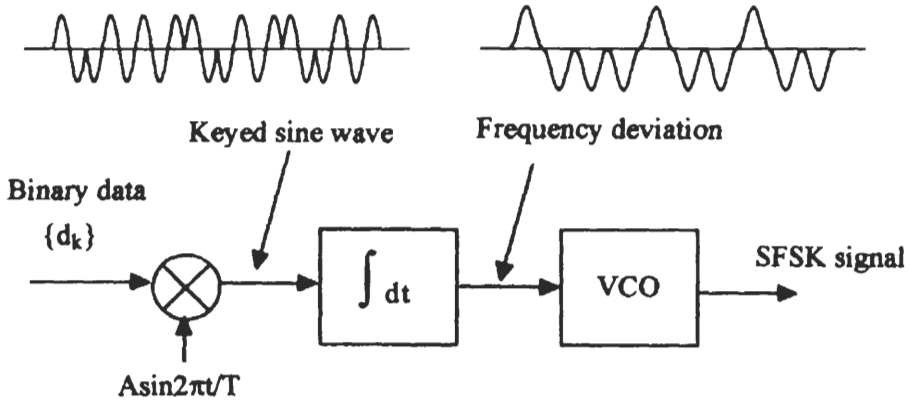 Keyed sine wave
Frequency deviation
Binary data
{dₖ}
∫ dt
VCO
SFSK signal
Asin2πt/T